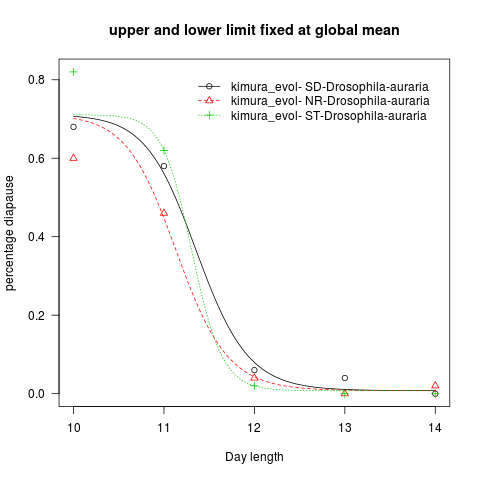 upper and lower limit fixed at global mean
kimura_evol- SD-Drosophila-auraria
kimura_evol- NR-Drosophila-auraria
kimura_evol- ST-Drosophila-auraria
percentage diapause
0.8
0.6
0.4
0.2
0.0
10 11 12 13 14
Day length